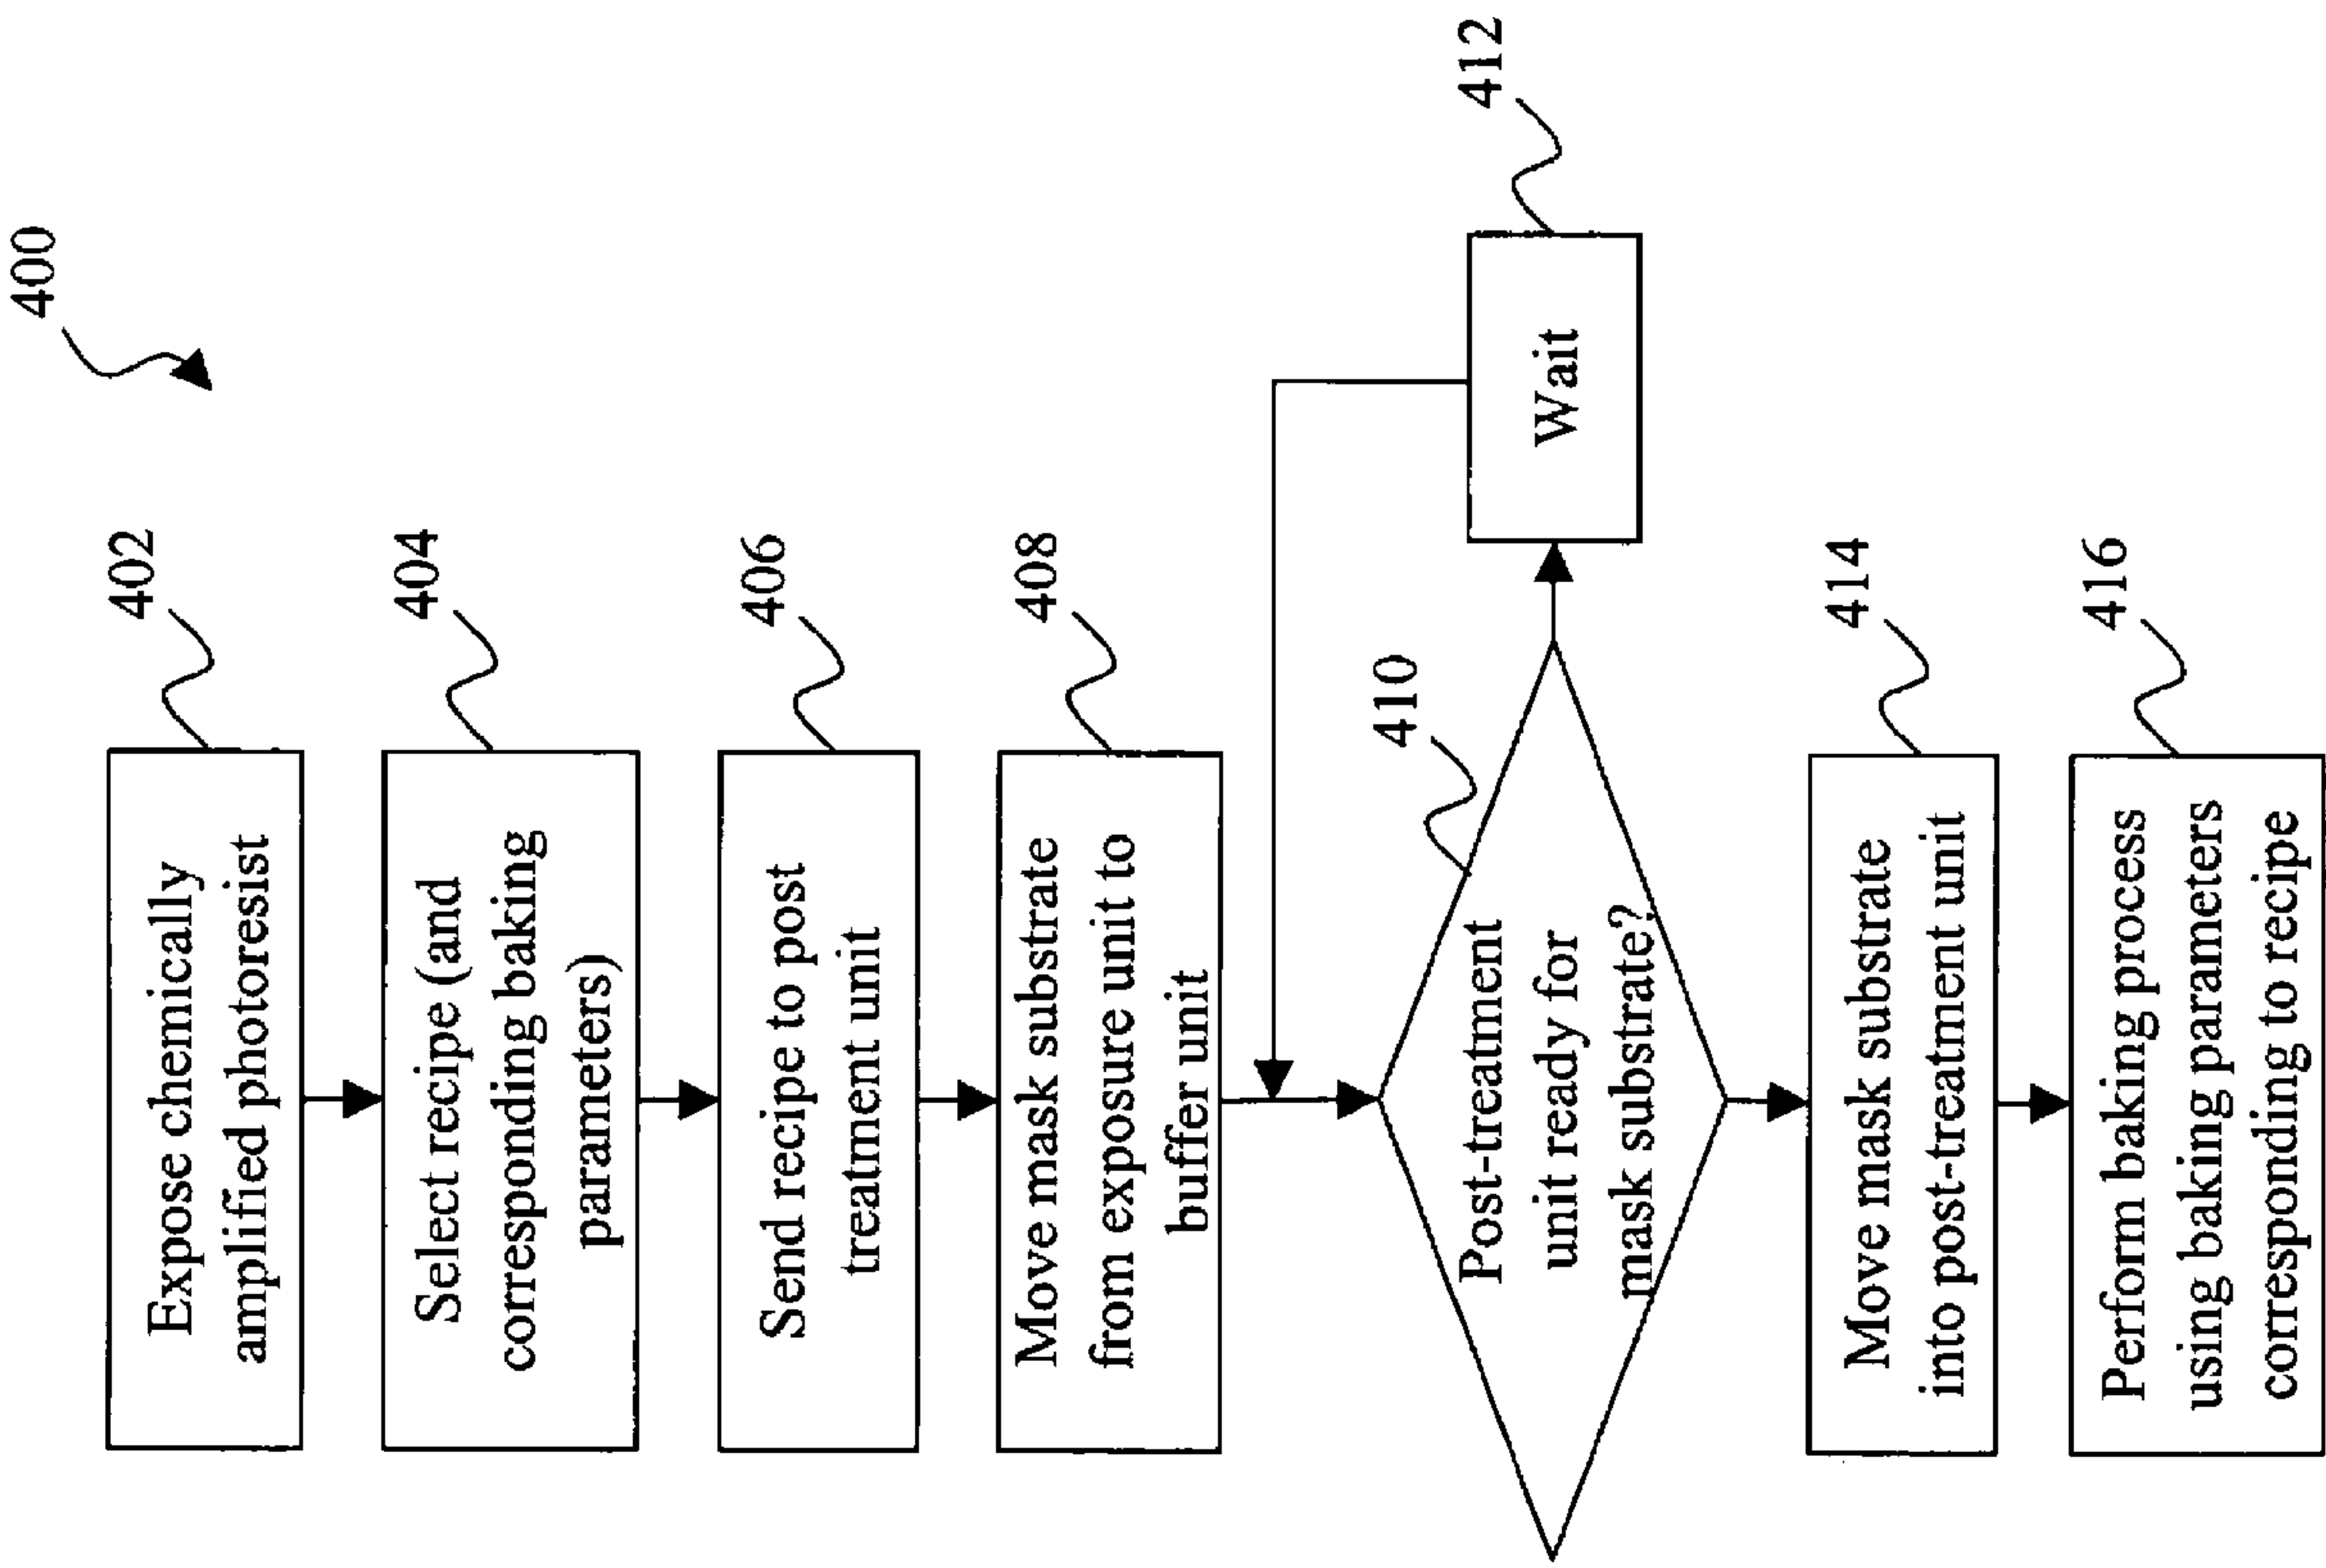 400
Expose chemically
amplified photoresist
402
Select recipe (and
corresponding baking
parameters)
404
Send recipe to post
treatment unit
406
Move mask substrate
from exposure unit to
buffer unit
408
Post-treatment
unit ready for
mask substrate?
410
Wait
412
Move mask substrate
into post-treatment unit
414
Perform baking process
using baking parameters
corresponding to recipe
416